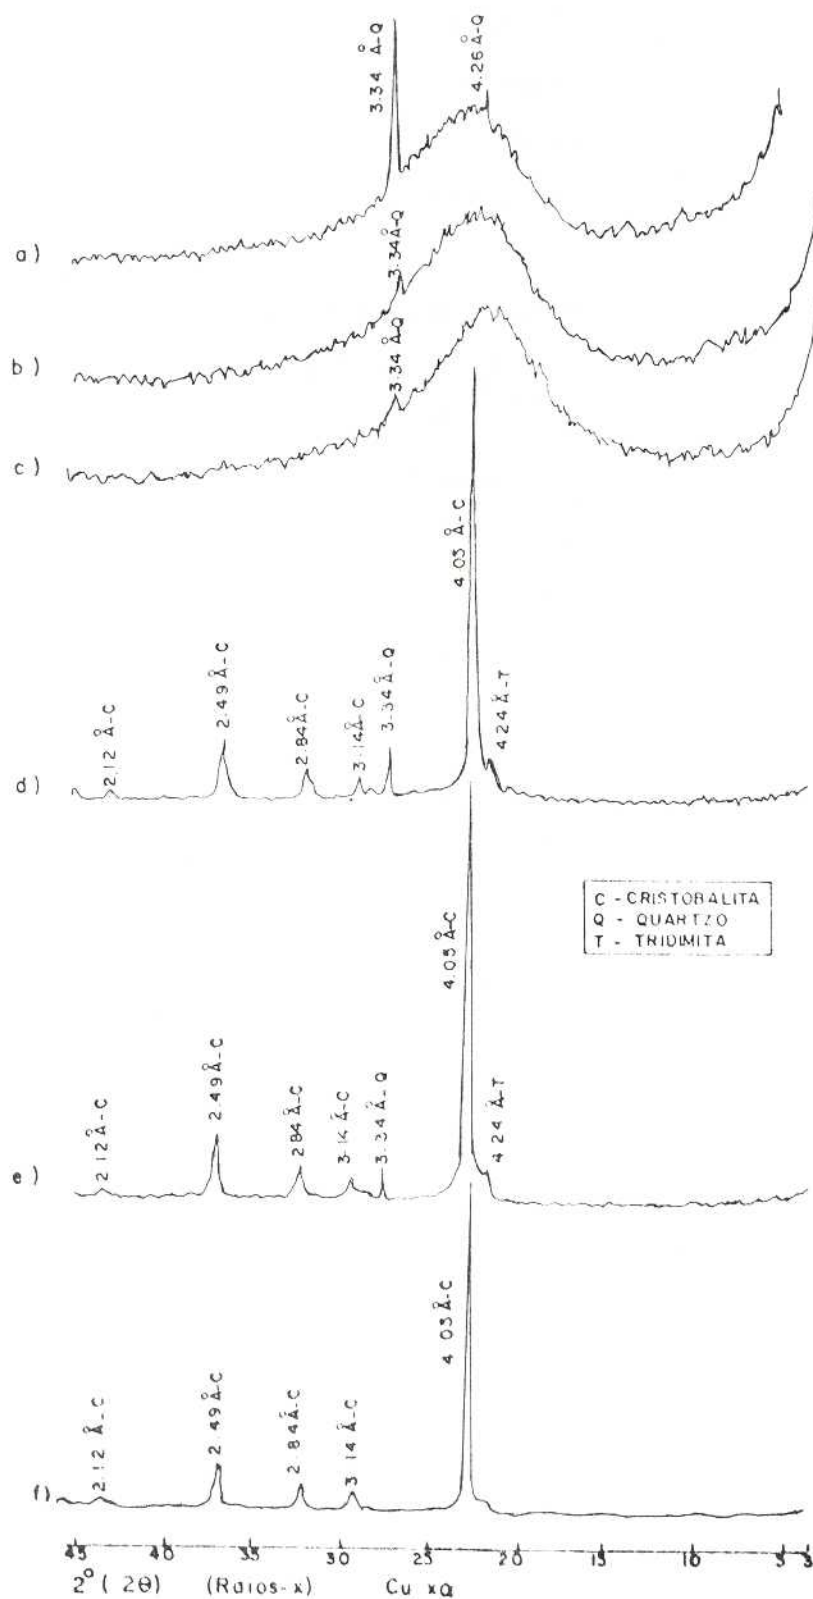 3.34 Å-Q
4.26 Å-Q
a)
3.34 Å-Q
b)
3.34 Å-Q
c)
2.12 Å-C
2.49 Å-C
2.84 Å-C
3.14 Å-C
3.34 Å-Q
4.03 Å-C
4.24 Å-T
d)
C - CRISTOBALITA
Q - QUARTZO
T - TRIDIMITA
2.12 Å-C
2.49 Å-C
2.84 Å-C
3.14 Å-C
3.34 Å-Q
4.03 Å-C
4.24 Å-T
e)
2.12 Å-C
2.49 Å-C
2.84 Å-C
3.14 Å-C
4.03 Å-C
f)
45 40 35 30 25 20 15 10 5 3
2° (2θ) (Raios-x) Cu κα